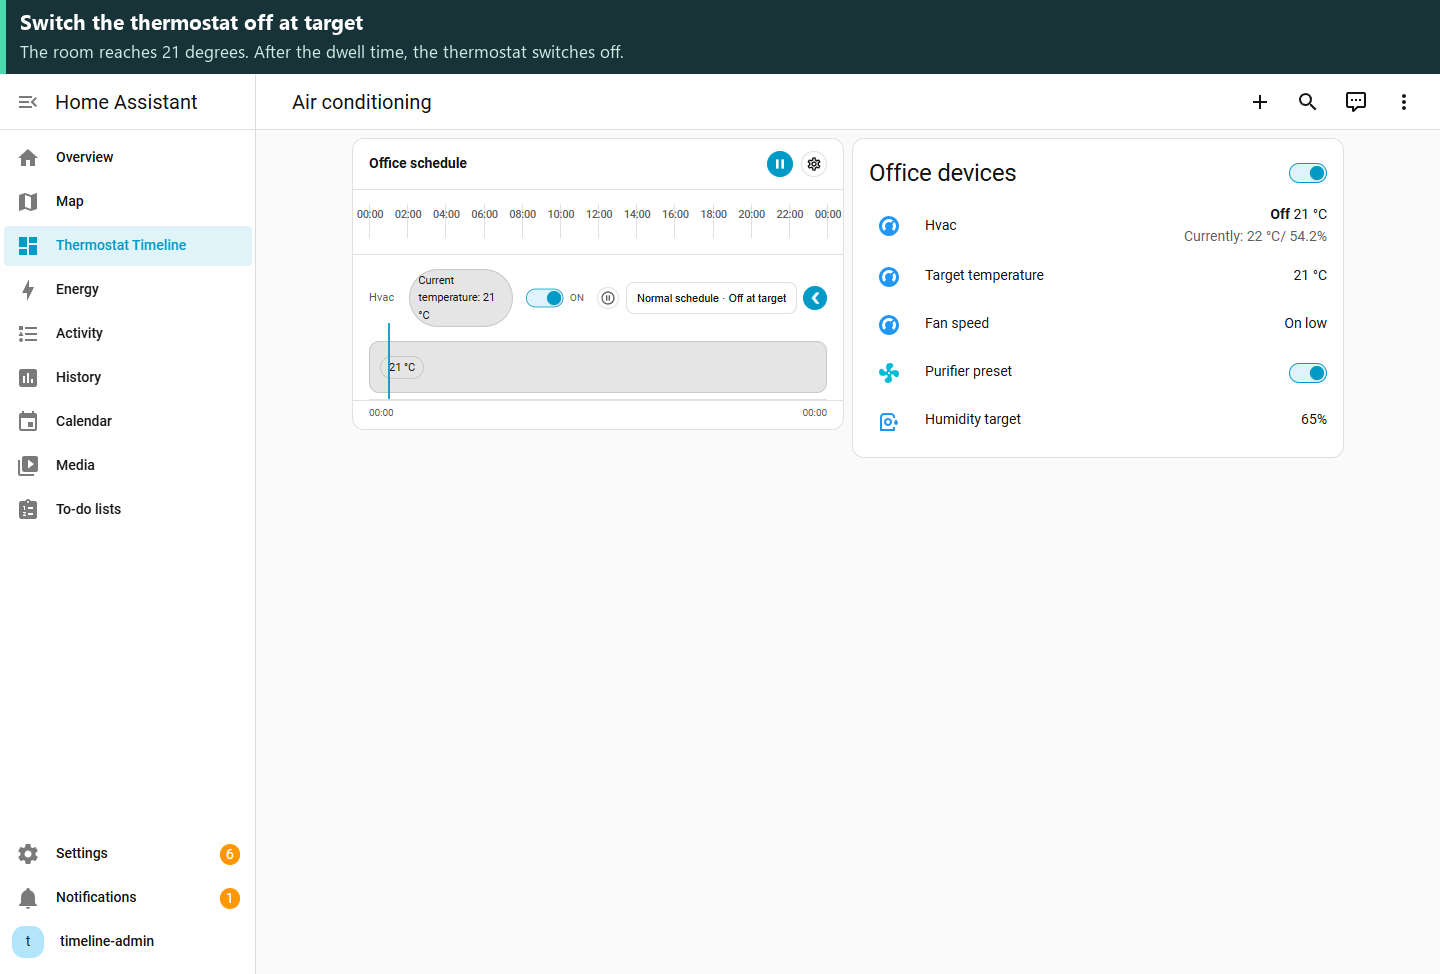 Switch the thermostat off at target
The room reaches 21 degrees. After the dwell time, the thermostat switches off.
Home Assistant
Air conditioning
Overview
Map
Thermostat Timeline
Energy
Activity
History
Calendar
Media
To-do lists
Settings
6
Notifications
1
t
timeline-admin
Office schedule
00:00 02:00 04:00 06:00 08:00 10:00 12:00 14:00 16:00 18:00 20:00 22:00 00:00
Hvac
Current
temperature: 21
°C
ON
Normal schedule · Off at target
21 °C
00:00 00:00
Office devices
Hvac
Off 21 °C
Currently: 22 °C/ 54.2%
Target temperature 21 °C
Fan speed On low
Purifier preset
Humidity target 65%